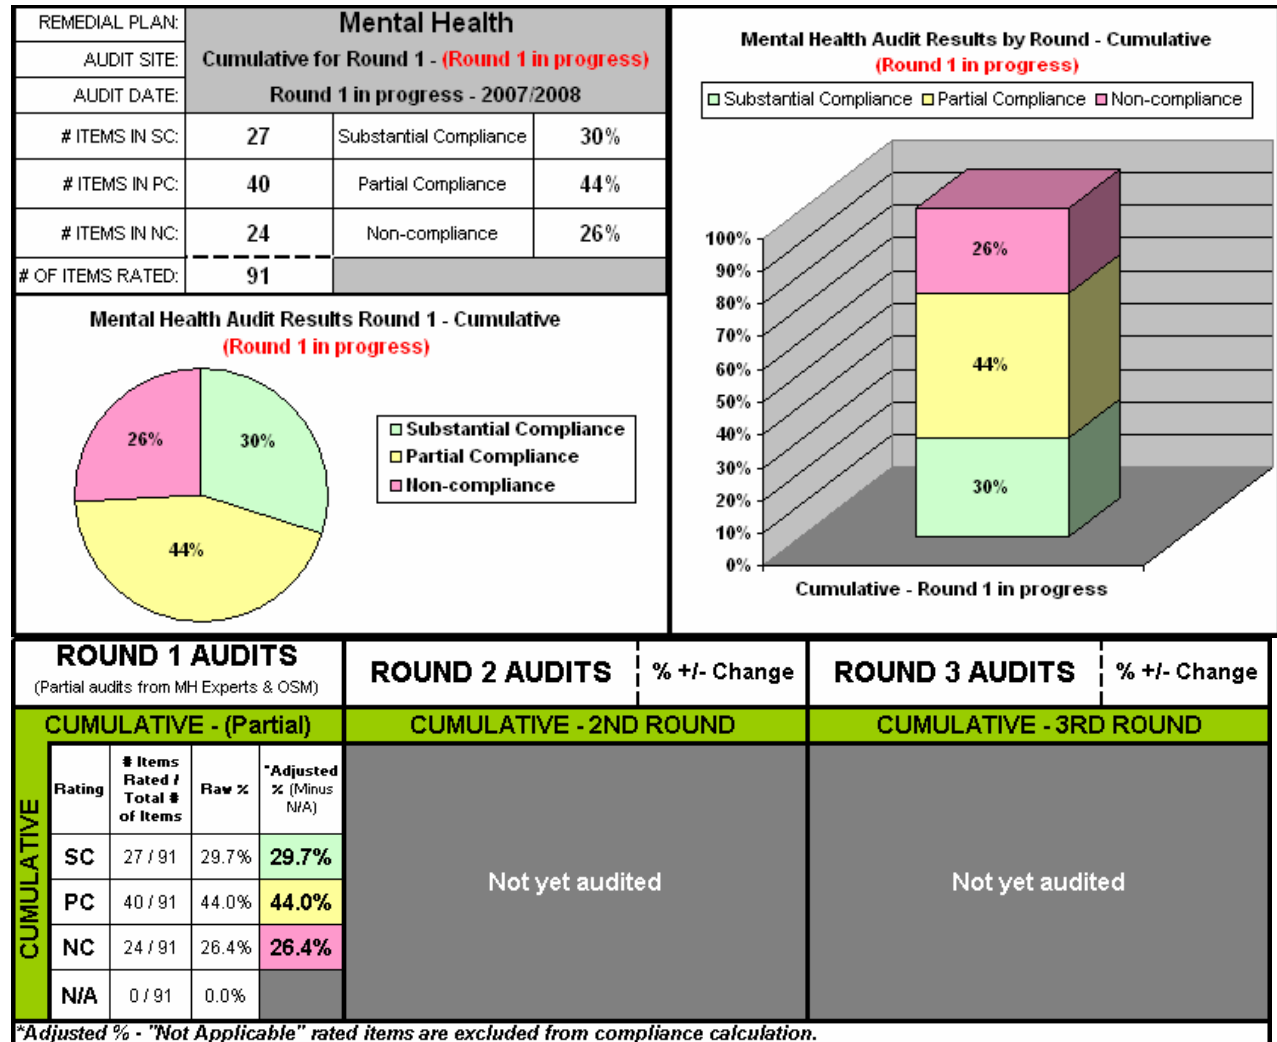 REMEDIAL PLAN: Mental Health
AUDIT SITE: Cumulative for Round 1 - (Round 1 in progress)
AUDIT DATE: Round 1 in progress - 2007/2008
# ITEMS IN SC: 27 Substantial Compliance 30%
# ITEMS IN PC: 40 Partial Compliance 44%
# ITEMS IN NC: 24 Non-compliance 26%
# OF ITEMS RATED: 91
Mental Health Audit Results Round 1 - Cumulative
(Round 1 in progress)
26%
30%
44%
Substantial Compliance
Partial Compliance
Non-compliance
Mental Health Audit Results by Round - Cumulative
(Round 1 in progress)
Substantial Compliance Partial Compliance Non-compliance
100%
90%
80%
70%
60%
50%
40%
30%
20%
10%
0%
26%
44%
30%
Cumulative - Round 1 in progress
ROUND 1 AUDITS
(Partial audits from MH Experts & OSM)
ROUND 2 AUDITS % +/- Change
ROUND 3 AUDITS % +/- Change
CUMULATIVE - (Partial)
CUMULATIVE - 2ND ROUND
CUMULATIVE - 3RD ROUND
CUMULATIVE
Rating
# Items
Rated /
Total #
of Items
Raw %
*Adjusted
% (Minus
N/A)
SC 27 / 91 29.7% 29.7%
PC 40 / 91 44.0% 44.0%
NC 24 / 91 26.4% 26.4%
N/A 0 / 91 0.0%
Not yet audited
Not yet audited
*Adjusted % - "Not Applicable" rated items are excluded from compliance calculation.